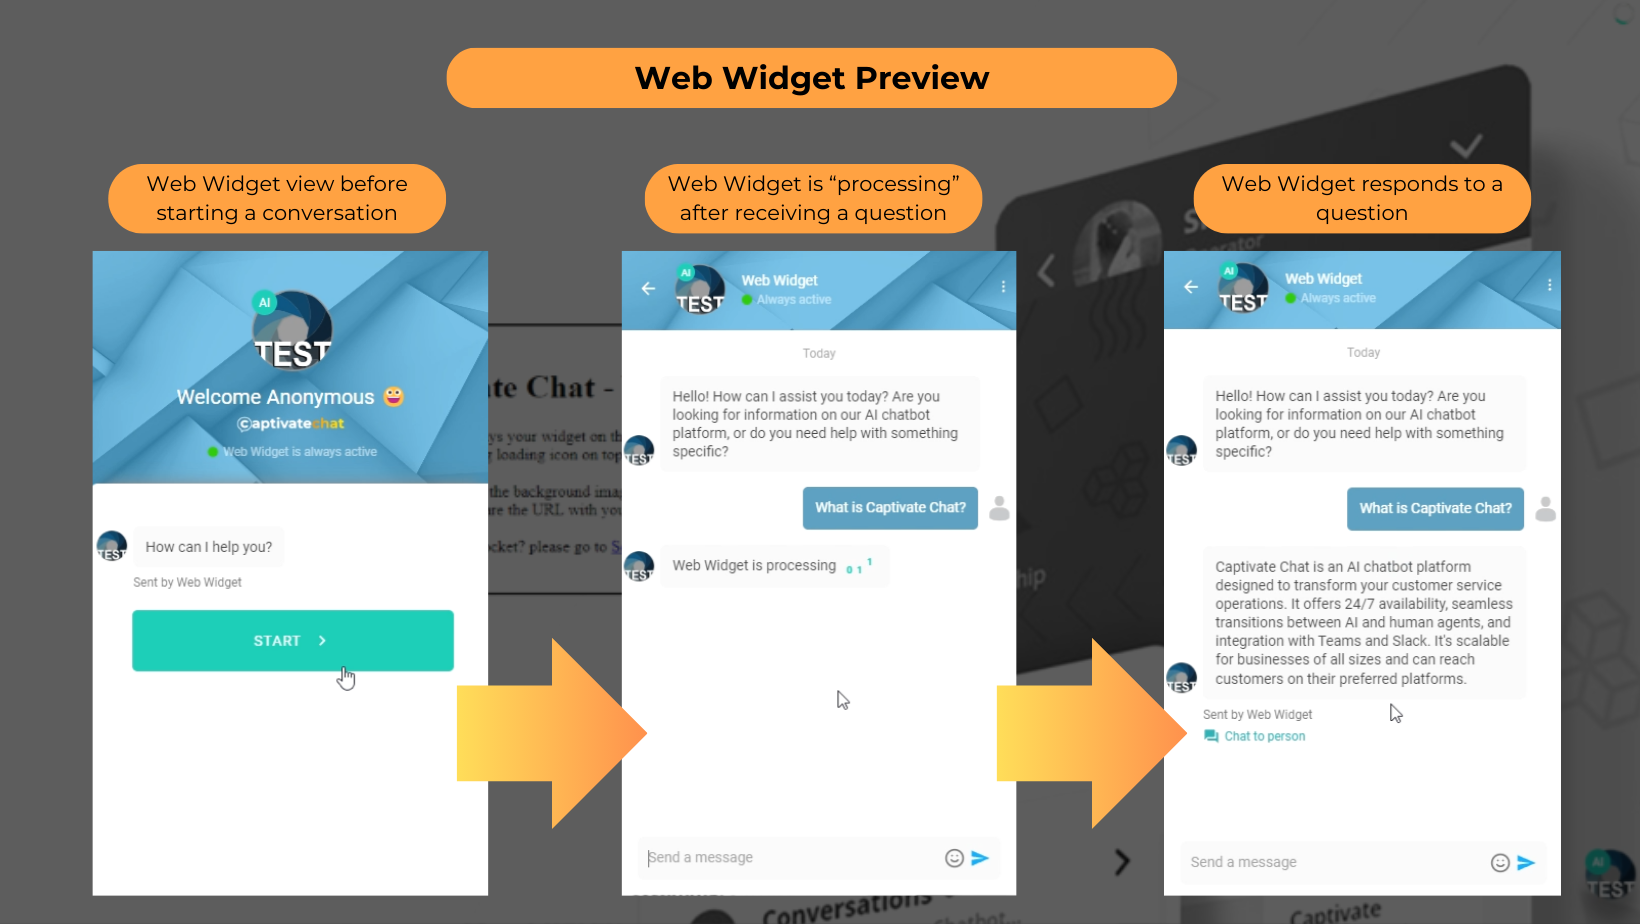 Web Widget Preview
Web Widget view before
starting a conversation
AI
TEST
Welcome Anonymous
captivatechat
Web Widget is always active
TEST
How can I help you?
Sent by Web Widget
START
te Chat -
ys your widget on th
loading icon on top
the background imag
re the URL with you
cket? please go to S
Web Widget is “processing”
after receiving a question
AI
TEST
Web Widget
Always active
Today
Hello! How can I assist you today? Are you
looking for information on our AI chatbot
platform, or do you need help with something
specific?
TEST
What is Captivate Chat?
TEST
Web Widget is processing 0 1 1
Send a message
Conversations
Chatbot...
hip
erator
Web Widget responds to a
question
AI
TEST
Web Widget
Always active
Today
Hello! How can I assist you today? Are you
looking for information on our AI chatbot
platform, or do you need help with something
specific?
TEST
What is Captivate Chat?
Captivate Chat is an AI chatbot platform
designed to transform your customer service
operations. It offers 24/7 availability, seamless
transitions between AI and human agents, and
integration with Teams and Slack. It's scalable
for businesses of all sizes and can reach
customers on their preferred platforms.
TEST
Sent by Web Widget
Chat to person
Send a message
Captivate
AI
TEST